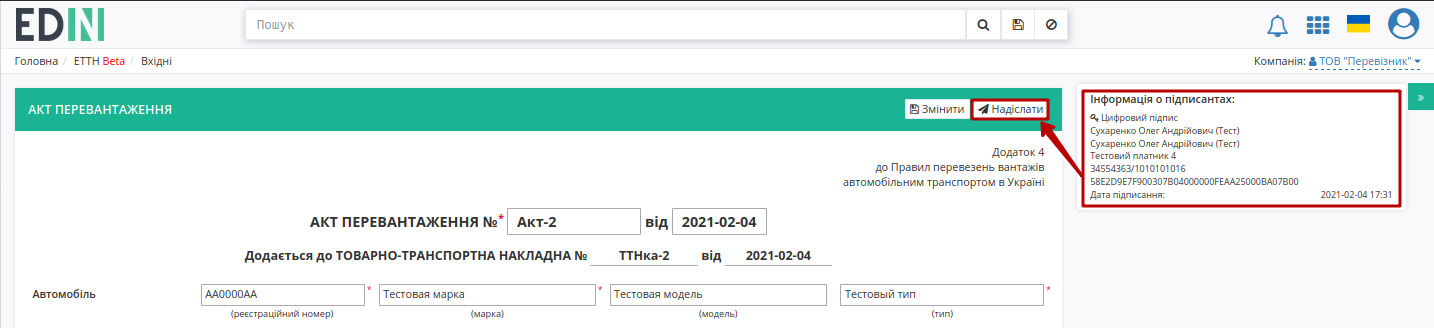 EDIN
Пошук
Головна / ЕТТН Beta / Вхідні
Компанія: ТОВ "Перевізник"
АКТ ПЕРЕВАНТАЖЕННЯ
Змінити
Надіслати
»
Інформація о підписантах:
Цифровий підпис
Сухаренко Олег Андрійович (Тест)
Сухаренко Олег Андрійович (Тест)
Тестовий платник 4
34554363/1010101016
58E2D9E7F900307B04000000FEAA25000BA07B00
Дата підписання: 2021-02-04 17:31
Додаток 4
до Правил перевезень вантажів
автомобільним транспортом в Україні
АКТ ПЕРЕВАНТАЖЕННЯ №* Акт-2 від 2021-02-04
Додається до ТОВАРНО-ТРАНСПОРТНА НАКЛАДНА № ТТНка-2 від 2021-02-04
Автомобіль AA0000AA * Тестовая марка * Тестовая модель Тестовый тип *
(реєстраційний номер) (марка) (модель) (тип)